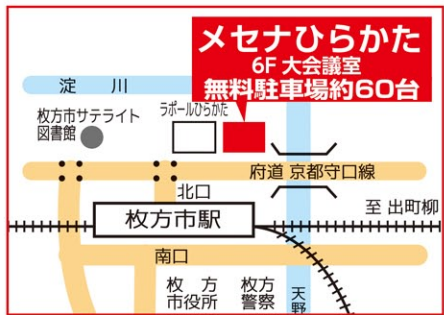 メセナひらかた
6F 大会議室
無料駐車場約60台
淀 川
枚方市サテライト
図書館
ラポールひらかた
府道 京都守口線
北口
至 出町柳
枚方市駅
南口
枚 方
市役所
枚方
警察
天野